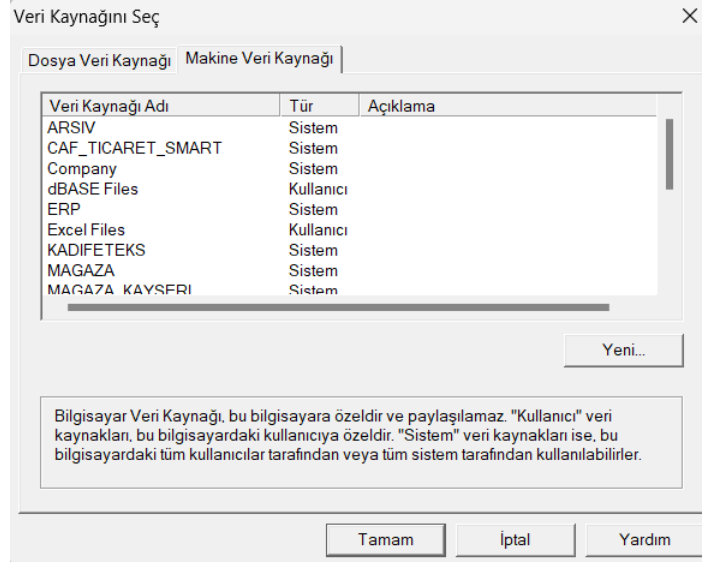 Veri Kaynağını Seç
Dosya Veri Kaynağı Makine Veri Kaynağı
Veri Kaynağı Adı Tür Açıklama
ARSIV Sistem
CAF_TICARET_SMART Sistem
Company Sistem
dBASE Files Kullanıcı
ERP Sistem
Excel Files Kullanıcı
KADIFETEKS Sistem
MAGAZA Sistem
MAGAZA_KAYSERI Sistem
Yeni...
Bilgisayar Veri Kaynağı, bu bilgisayara özeldir ve paylaşılamaz. "Kullanıcı" veri
kaynakları, bu bilgisayardaki kullanıcıya özeldir. "Sistem" veri kaynakları ise, bu
bilgisayardaki tüm kullanıcılar tarafından veya tüm sistem tarafından kullanılabilirler.
Tamam İptal Yardım